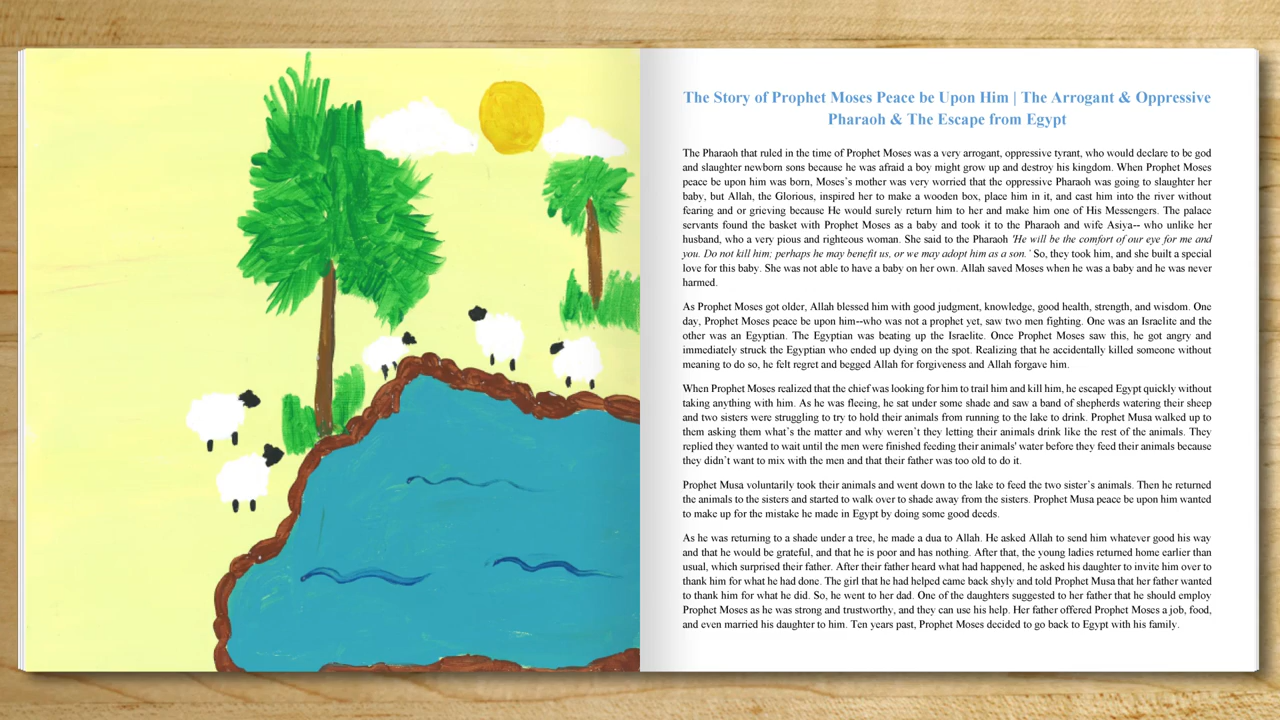 The Story of Prophet Moses Peace be Upon Him | The Arrogant & Oppressive
Pharaoh & The Escape from Egypt
The Pharaoh that ruled in the time of Prophet Moses was a very arrogant, oppressive tyrant, who would declare to be god
and slaughter newborn sons because he was afraid a boy might grow up and destroy his kingdom. When Prophet Moses
peace be upon him was born, Moses's mother was very worried that the oppressive Pharaoh was going to slaughter her
baby, but Allah, the Glorious, inspired her to make a wooden box, place him in it, and cast him into the river without
fearing and or grieving because He would surely return him to her and make him one of His Messengers. The palace
servants found the basket with Prophet Moses as a baby and took it to the Pharaoh and wife Asiya-- who unlike her
husband, who a very pious and righteous woman. She said to the Pharaoh 'He will be the comfort of our eye for me and
you. Do not kill him; perhaps he may benefit us, or we may adopt him as a son.' So, they took him, and she built a special
love for this baby. She was not able to have a baby on her own. Allah saved Moses when he was a baby and he was never
harmed.
As Prophet Moses got older, Allah blessed him with good judgment, knowledge, good health, strength, and wisdom. One
day, Prophet Moses peace be upon him--who was not a prophet yet, saw two men fighting. One was an Israelite and the
other was an Egyptian. The Egyptian was beating up the Israelite. Once Prophet Moses saw this, he got angry and
immediately struck the Egyptian who ended up dying on the spot. Realizing that he accidentally killed someone without
meaning to do so, he felt regret and begged Allah for forgiveness and Allah forgave him.
When Prophet Moses realized that the chief was looking for him to trail him and kill him, he escaped Egypt quickly without
taking anything with him. As he was fleeing, he sat under some shade and saw a band of shepherds watering their sheep
and two sisters were struggling to try to hold their animals from running to the lake to drink. Prophet Musa walked up to
them asking them what's the matter and why weren't they letting their animals drink like the rest of the animals. They
replied they wanted to wait until the men were finished feeding their animals' water before they feed their animals because
they didn't want to mix with the men and that their father was too old to do it.
Prophet Musa voluntarily took their animals and went down to the lake to feed the two sister's animals. Then he returned
the animals to the sisters and started to walk over to shade away from the sisters. Prophet Musa peace be upon him wanted
to make up for the mistake he made in Egypt by doing some good deeds.
As he was returning to a shade under a tree, he made a dua to Allah. He asked Allah to send him whatever good his way
and that he would be grateful, and that he is poor and has nothing. After that, the young ladies returned home earlier than
usual, which surprised their father. After their father heard what had happened, he asked his daughter to invite him over to
thank him for what he had done. The girl that he had helped came back shyly and told Prophet Musa that her father wanted
to thank him for what he did. So, he went to her dad. One of the daughters suggested to her father that he should employ
Prophet Moses as he was strong and trustworthy, and they can use his help. Her father offered Prophet Moses a job, food,
and even married his daughter to him. Ten years past, Prophet Moses decided to go back to Egypt with his family.